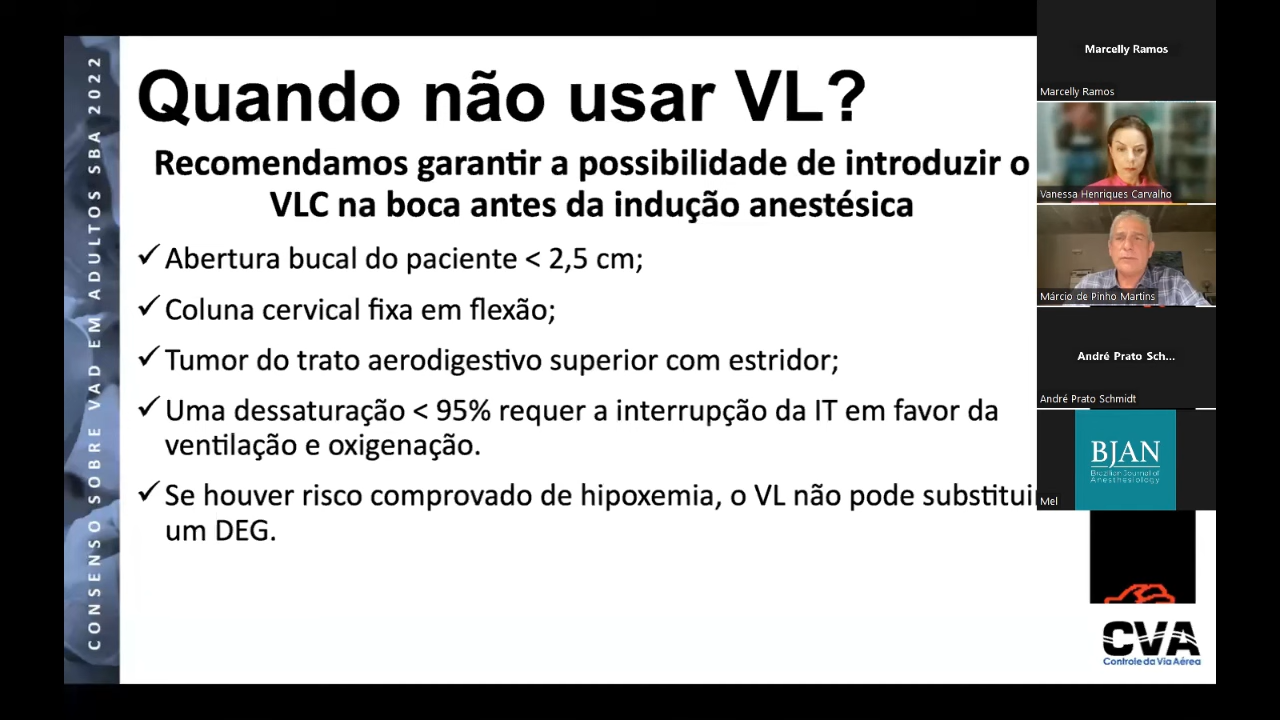 CONSENSO SOBRE VAD EM ADULTOS SBA 2022
Quando não usar VL?
Recomendamos garantir a possibilidade de introduzir o
VLC na boca antes da indução anestésica
✓ Abertura bucal do paciente < 2,5 cm;
✓ Coluna cervical fixa em flexão;
✓ Tumor do trato aerodigestivo superior com estridor;
✓ Uma dessaturação < 95% requer a interrupção da IT em favor da
ventilação e oxigenação.
✓ Se houver risco comprovado de hipoxemia, o VL não pode substitui
um DEG.
Marcelly Ramos
Marcelly Ramos
Vanessa Henriques Carvalho
Márcio de Pinho Martins
André Prato Sch...
André Prato Schmidt
BJAN
Brazilian Journal of
Anesthesiology
Mel
CVA
Controle da Via Aérea